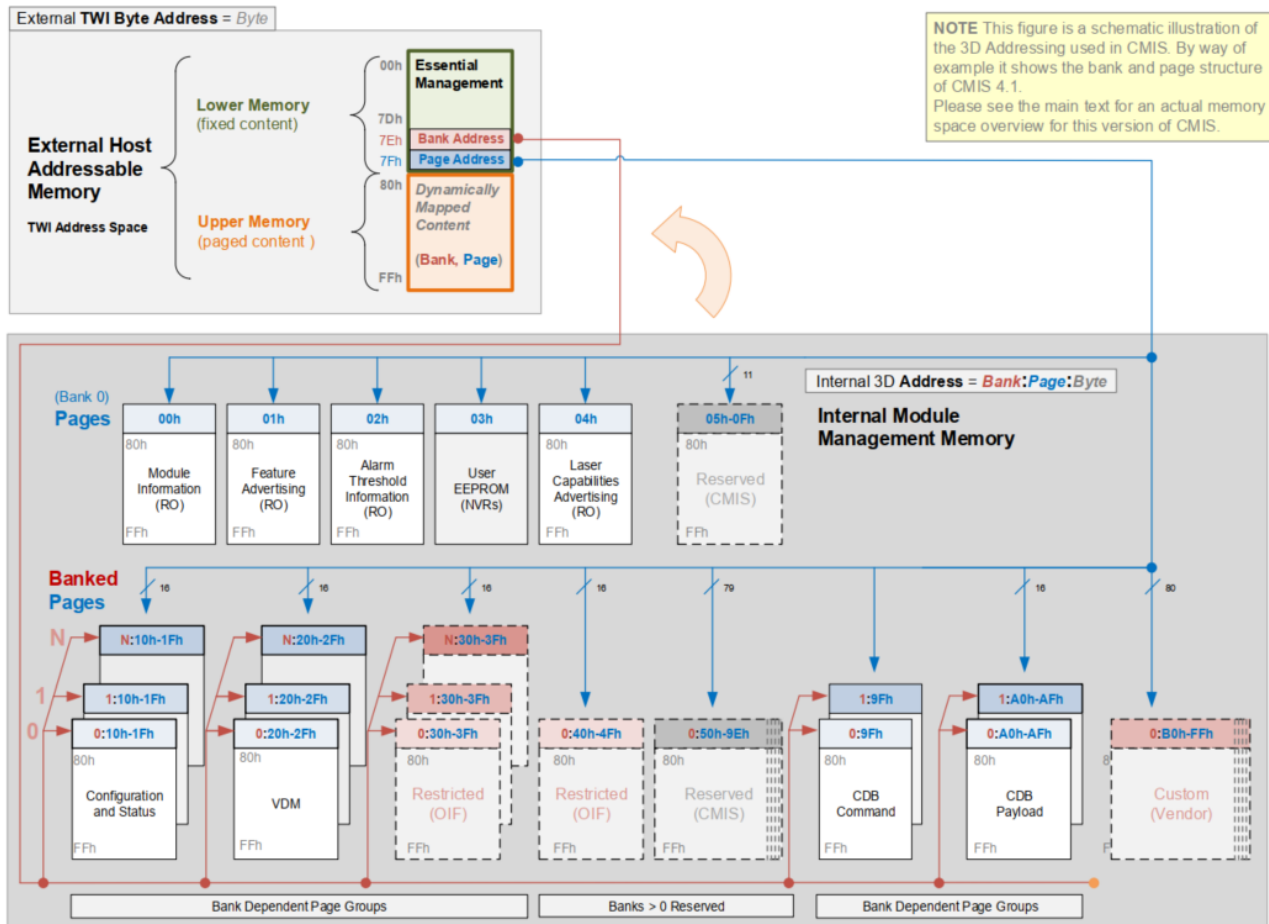 External TWI Byte Address = Byte
NOTE This figure is a schematic illustration of
the 3D Addressing used in CMIS. By way of
example it shows the bank and page structure
of CMIS 4.1.
Please see the main text for an actual memory
space overview for this version of CMIS.
External Host
Addressable
Memory
TWI Address Space
Lower Memory
(fixed content)
Upper Memory
(paged content )
00h
Essential
Management
7Dh
7Eh
Bank Address
7Fh
Page Address
80h
Dynamically
Mapped
Content
(Bank, Page)
FFh
(Bank 0)
Pages
11
Internal 3D Address = Bank:Page:Byte
Internal Module
Management Memory
00h
80h
Module
Information
(RO)
FFh
01h
80h
Feature
Advertising
(RO)
FFh
02h
80h
Alarm
Threshold
Information
(RO)
FFh
03h
80h
User
EEPROM
(NVRs)
FFh
04h
80h
Laser
Capabilities
Advertising
(RO)
FFh
05h-0Fh
80h
Reserved
(CMIS)
FFh
Banked
Pages
16
16
16
16
79
16
80
N
1
0
N:10h-1Fh
1:10h-1Fh
0:10h-1Fh
80h
Configuration
and Status
FFh
N:20h-2Fh
1:20h-2Fh
0:20h-2Fh
80h
VDM
FFh
N:30h-3Fh
1:30h-3Fh
0:30h-3Fh
80h
Restricted
(OIF)
FFh
0:40h-4Fh
80h
Restricted
(OIF)
FFh
0:50h-9Eh
80h
Reserved
(CMIS)
FFh
1:9Fh
0:9Fh
80h
CDB
Command
FFh
1:A0h-AFh
0:A0h-AFh
80h
CDB
Payload
FFh
0:B0h-FFh
Custom
(Vendor)
FFh
Bank Dependent Page Groups
Banks > 0 Reserved
Bank Dependent Page Groups